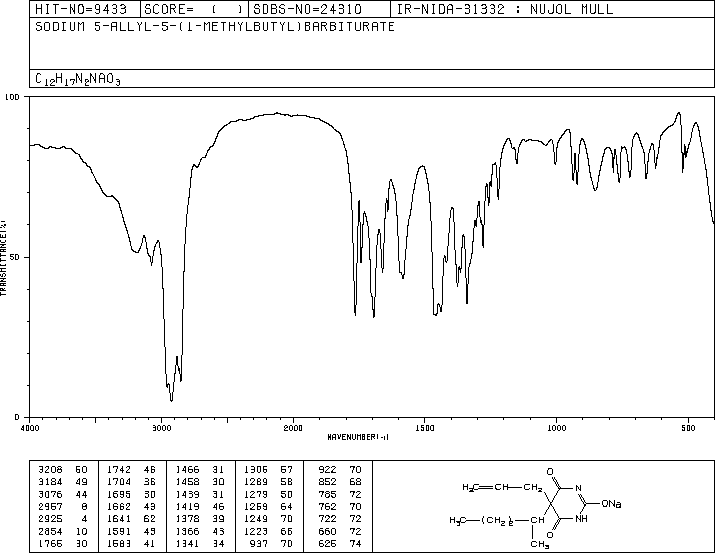 HIT-NO=9433 SCORE= ( ) SDBS-NO=24310 IR-NIDA-31332 : NUJOL MULL
SODIUM 5-ALLYL-5-(1-METHYLBUTYL)BARBITURATE
C12H17N2NAO3
100
50
0
TRANSMITTANCE(%)
4000 3000 2000 1500 1000 500
WAVENUMBER(-1)
3208 50 1742 46 1466 31 1306 57 922 70
3184 49 1704 36 1458 30 1289 58 852 68
3076 44 1695 30 1439 31 1279 50 785 72
2957 8 1662 43 1419 46 1259 64 762 70
2925 4 1641 62 1378 39 1249 70 722 72
2854 10 1591 43 1366 43 1223 66 660 72
1765 30 1583 41 1341 34 937 70 625 74
O
H2C CH CH2 N
ONa
H3C (CH2)2 CH NH
CH3 O